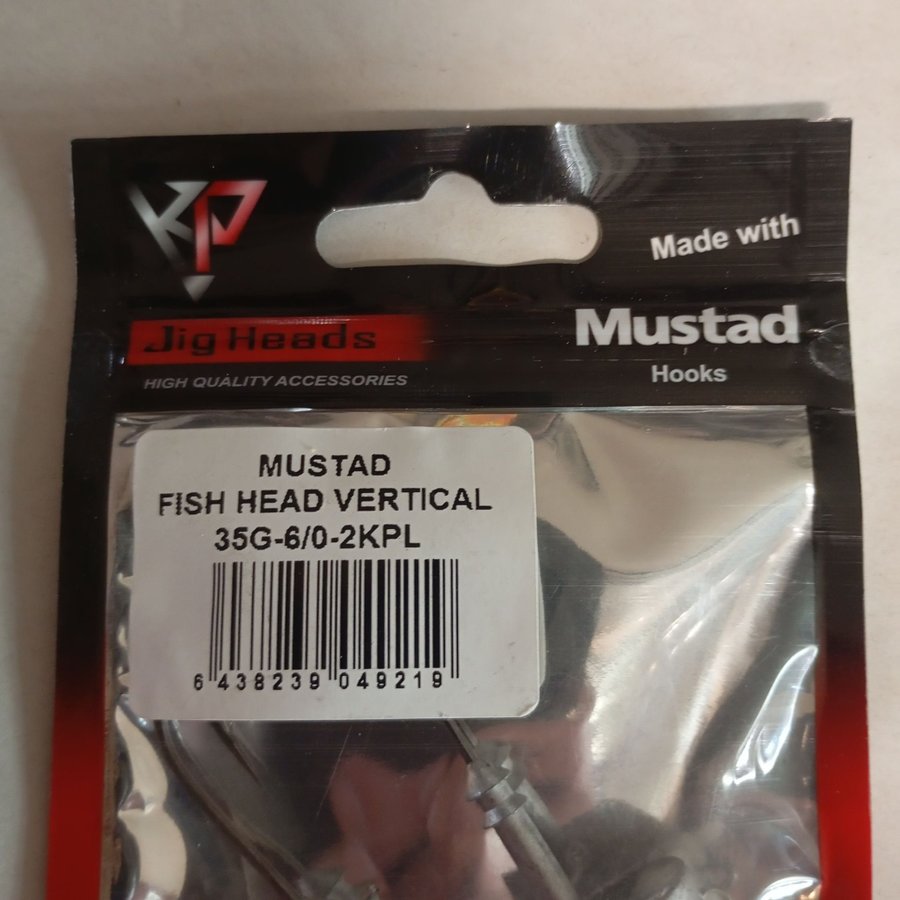 KP
Made with
Jig Heads
Mustad
HIGH QUALITY ACCESSORIES
Hooks
MUSTAD
FISH HEAD VERTICAL
35G-6/0-2KPL
6 438239 049219